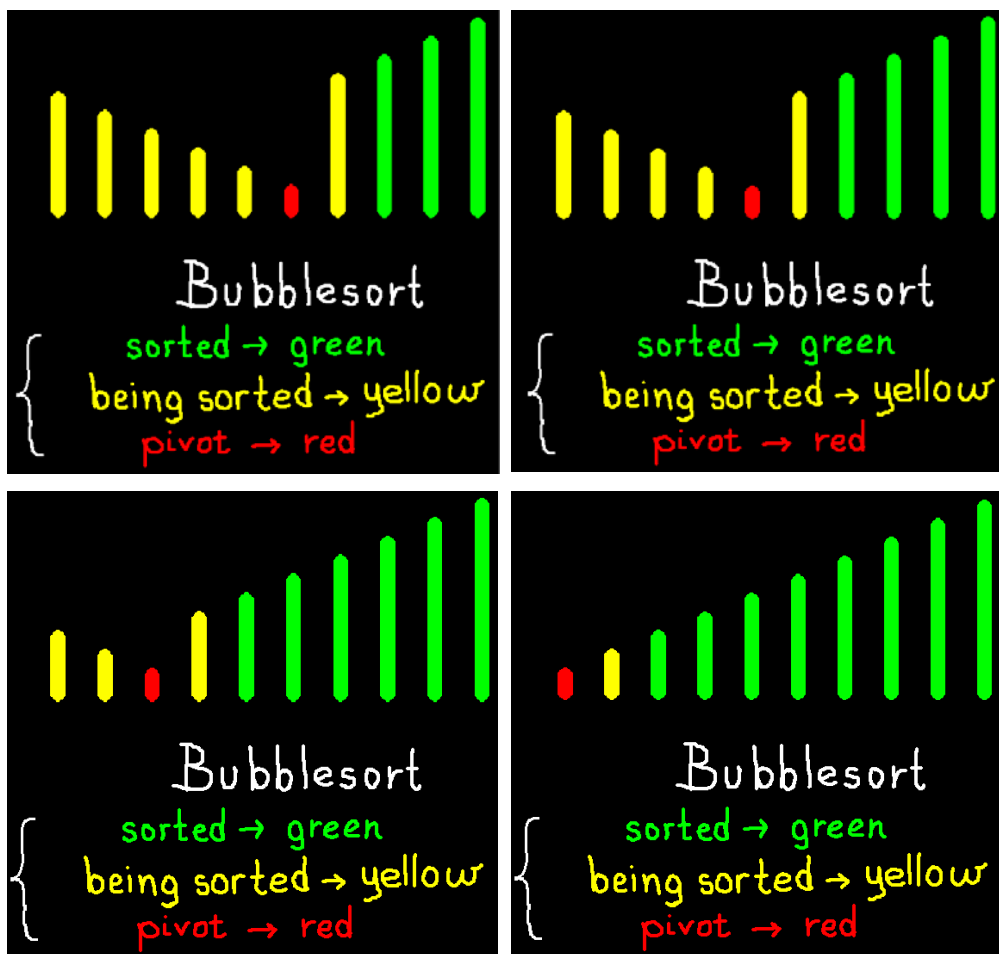 Bubblesort
sorted → green
being sorted → yellow
pivot → red
Bubblesort
sorted → green
being sorted → yellow
pivot → red
Bubblesort
sorted → green
being sorted → yellow
pivot → red
Bubblesort
sorted → green
being sorted → yellow
pivot → red